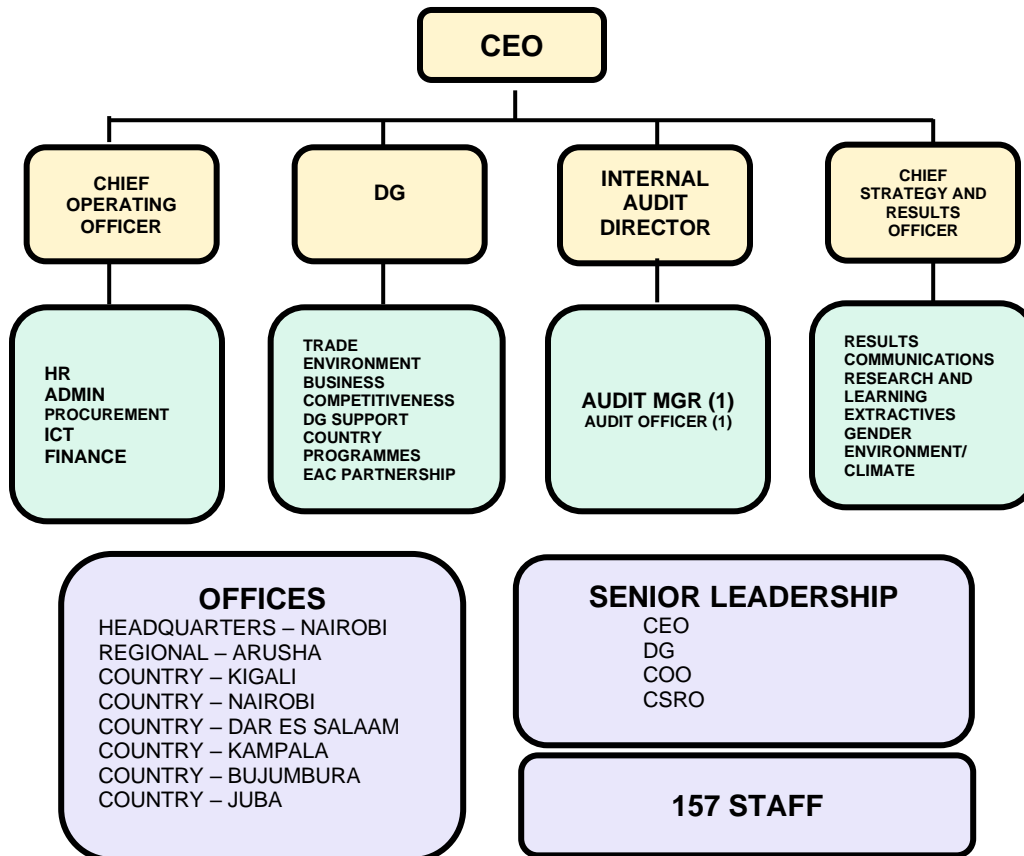 CEO
CHIEF
OPERATING
OFFICER
DG
INTERNAL
AUDIT
DIRECTOR
CHIEF
STRATEGY AND
RESULTS
OFFICER
HR
ADMIN
PROCUREMENT
ICT
FINANCE
TRADE
ENVIRONMENT
BUSINESS
COMPETITIVENESS
DG SUPPORT
COUNTRY
PROGRAMMES
EAC PARTNERSHIP
AUDIT MGR (1)
AUDIT OFFICER (1)
RESULTS
COMMUNICATIONS
RESEARCH AND
LEARNING
EXTRACTIVES
GENDER
ENVIRONMENT/
CLIMATE
OFFICES
HEADQUARTERS – NAIROBI
REGIONAL – ARUSHA
COUNTRY – KIGALI
COUNTRY – NAIROBI
COUNTRY – DAR ES SALAAM
COUNTRY – KAMPALA
COUNTRY – BUJUMBURA
COUNTRY – JUBA
SENIOR LEADERSHIP
CEO
DG
COO
CSRO
157 STAFF